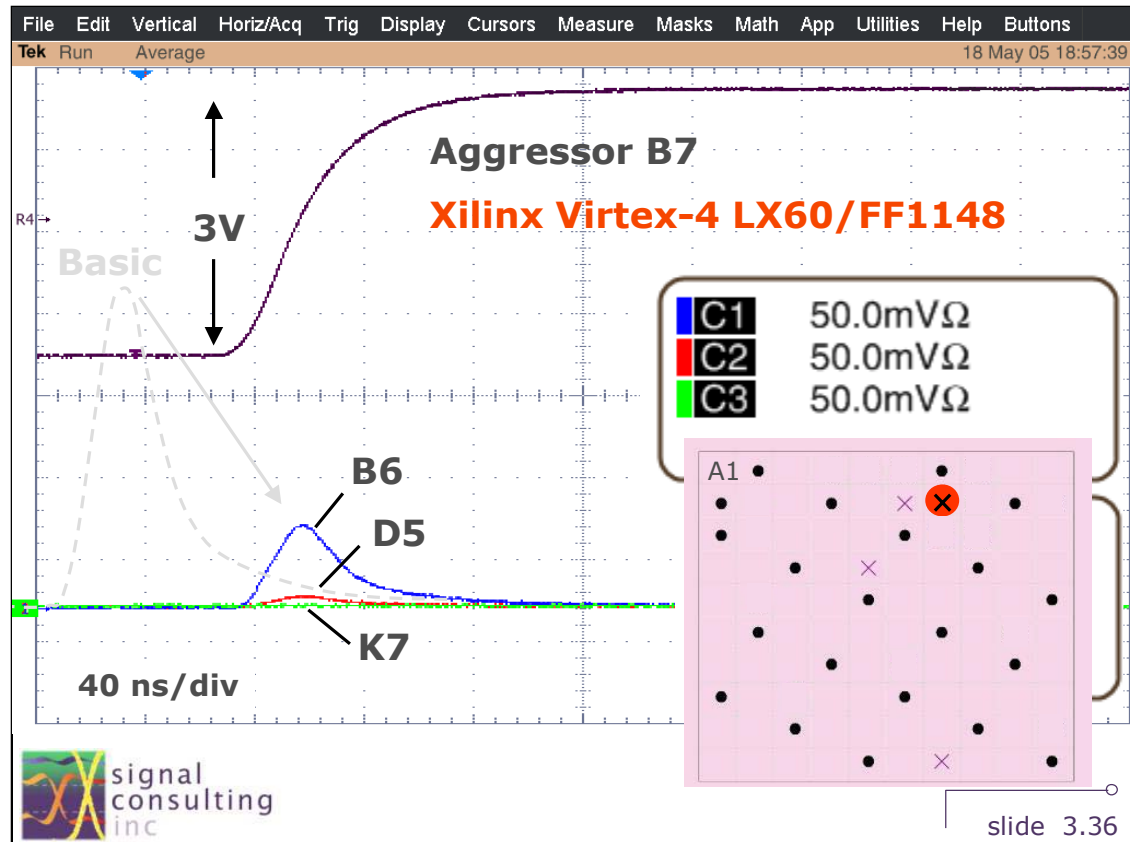 File Edit Vertical Horiz/Acq Trig Display Cursors Measure Masks Math App Utilities Help Buttons
Tek Run Average 18 May 05 18:57:39
Aggressor B7
R4
3V
Xilinx Virtex-4 LX60/FF1148
Basic
C1 50.0mVΩ
C2 50.0mVΩ
C3 50.0mVΩ
B6
A1
D5
K7
40 ns/div
signal
consulting
inc
slide 3.36